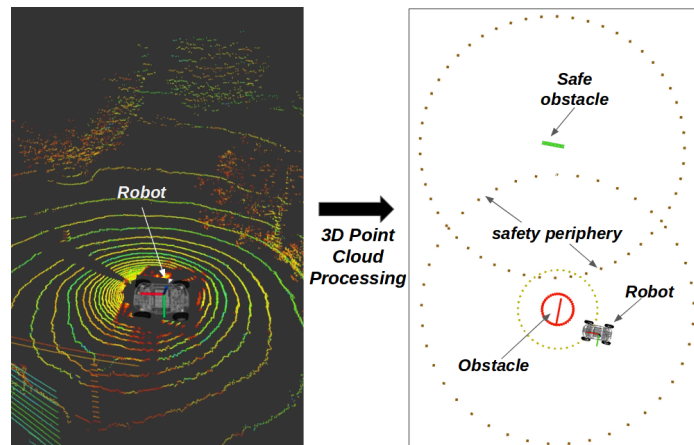 Robot
3D Point
Cloud
Processing
Safe
obstacle
safety periphery
Robot
Obstacle